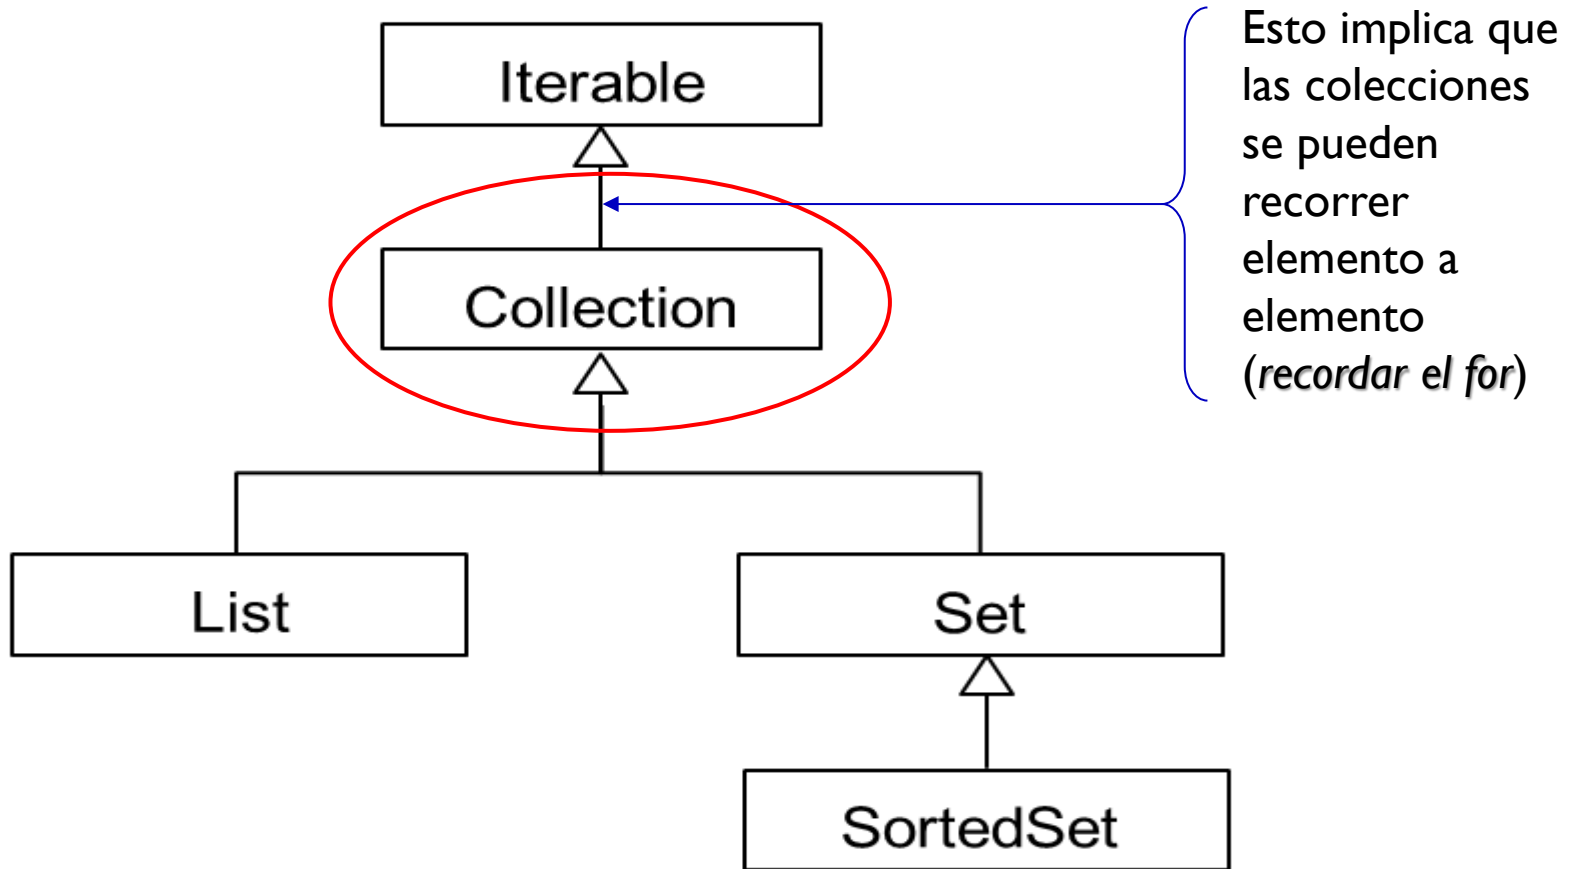 Iterable
Esto implica que
las colecciones
se pueden
recorrer
elemento a
elemento
(recordar el for)
Collection
List
Set
SortedSet